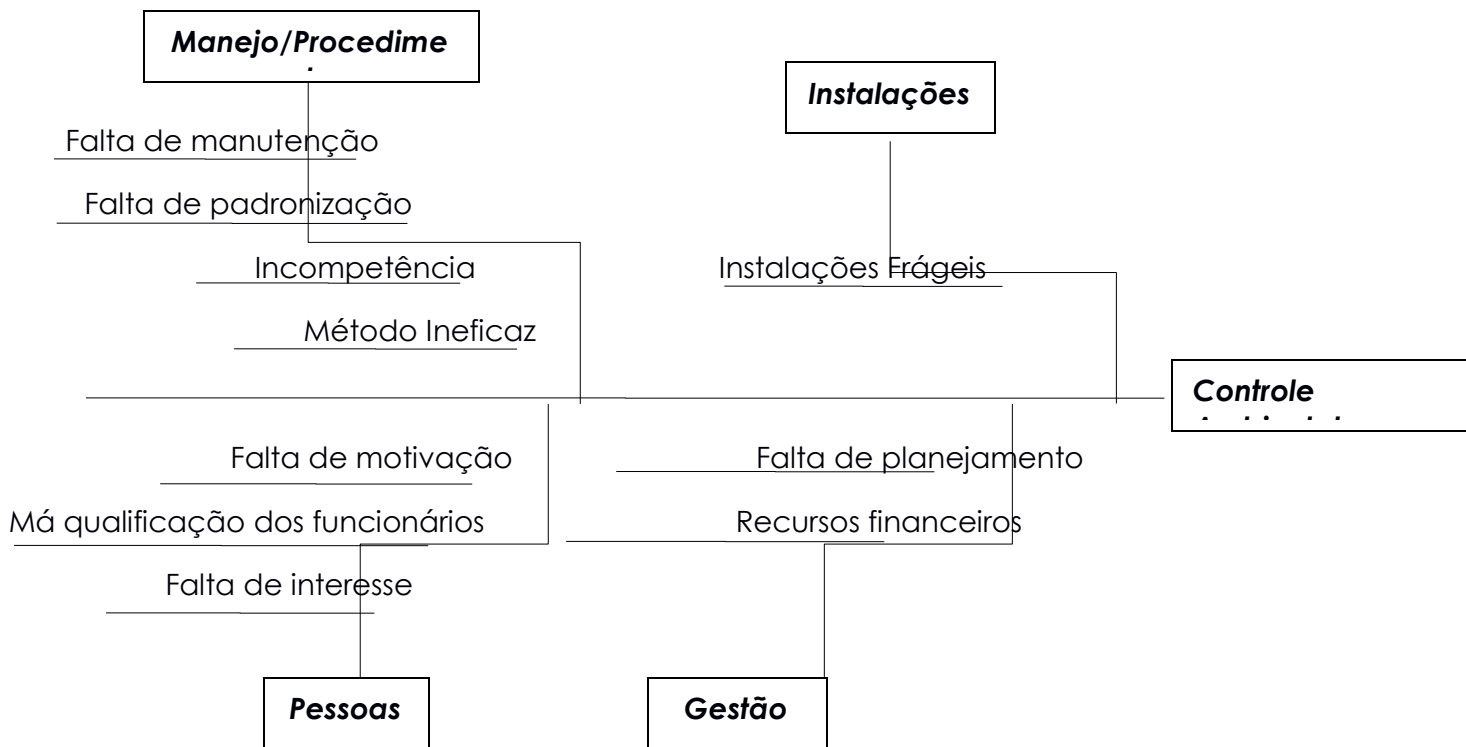 Manejo/Procedime
Instalações
Falta de manutenção
Falta de padronização
Incompetência
Instalações Frágeis
Método Ineficaz
Controle
Falta de motivação
Falta de planejamento
Má qualificação dos funcionários
Recursos financeiros
Falta de interesse
Pessoas
Gestão